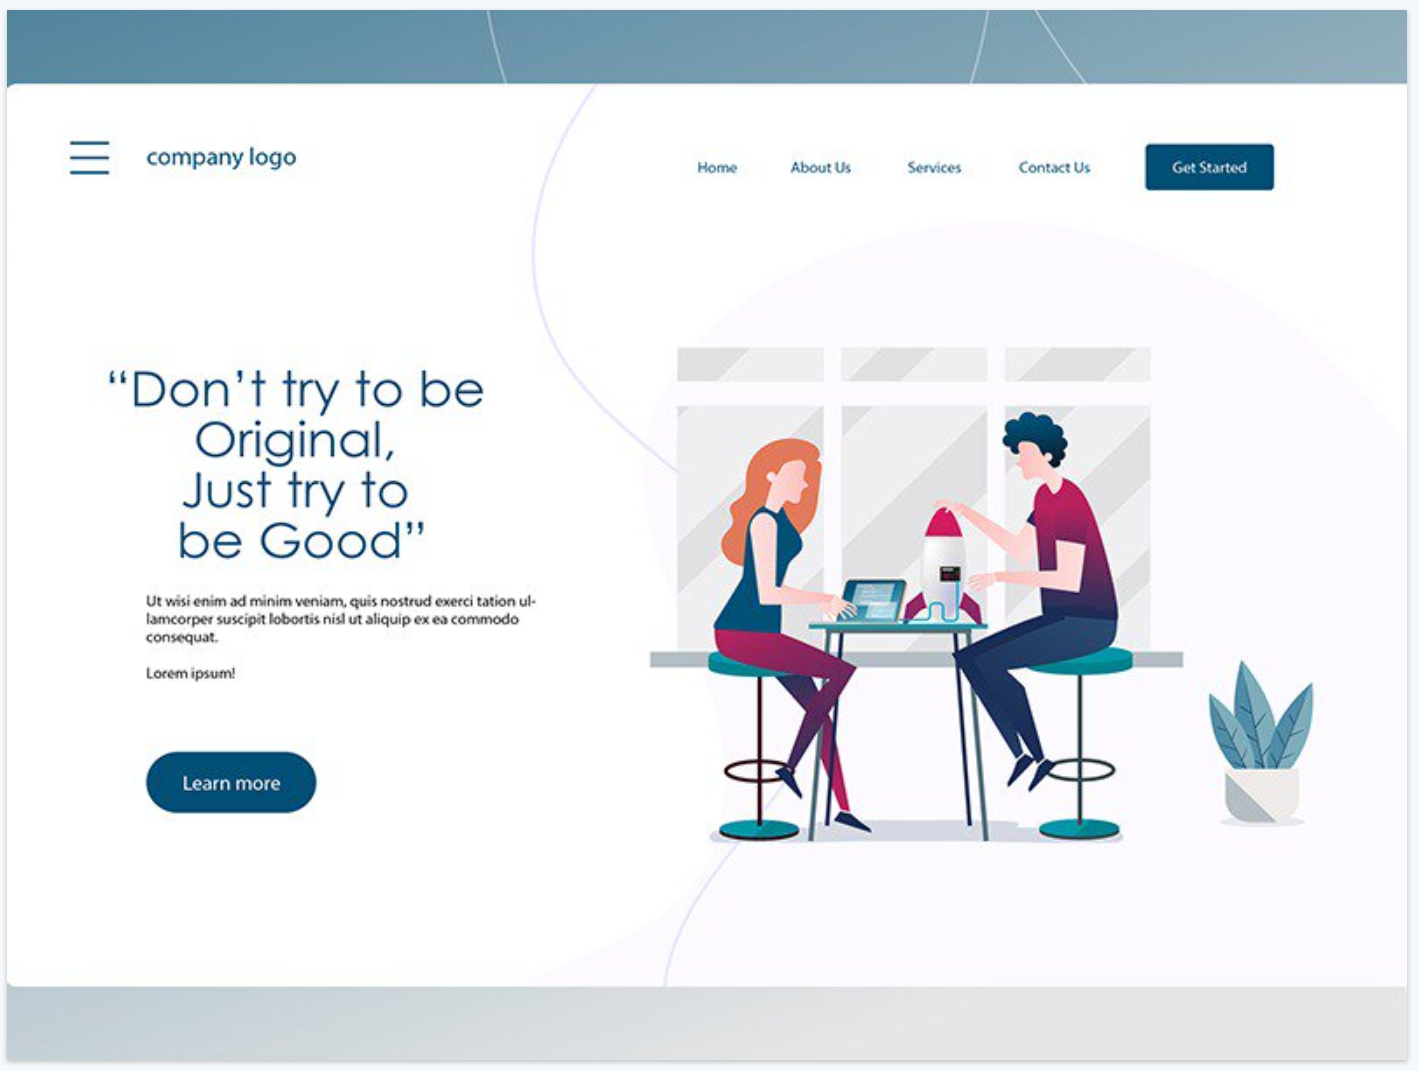 company logo
Home
About Us
Services
Contact Us
Get Started
“Don’t try to be
Original,
Just try to
be Good”
Ut wisi enim ad minim veniam, quis nostrud exerci tation ul-
lamcorper suscipit lobortis nisl ut aliquip ex ea commodo
consequat.
Lorem ipsum!
Learn more